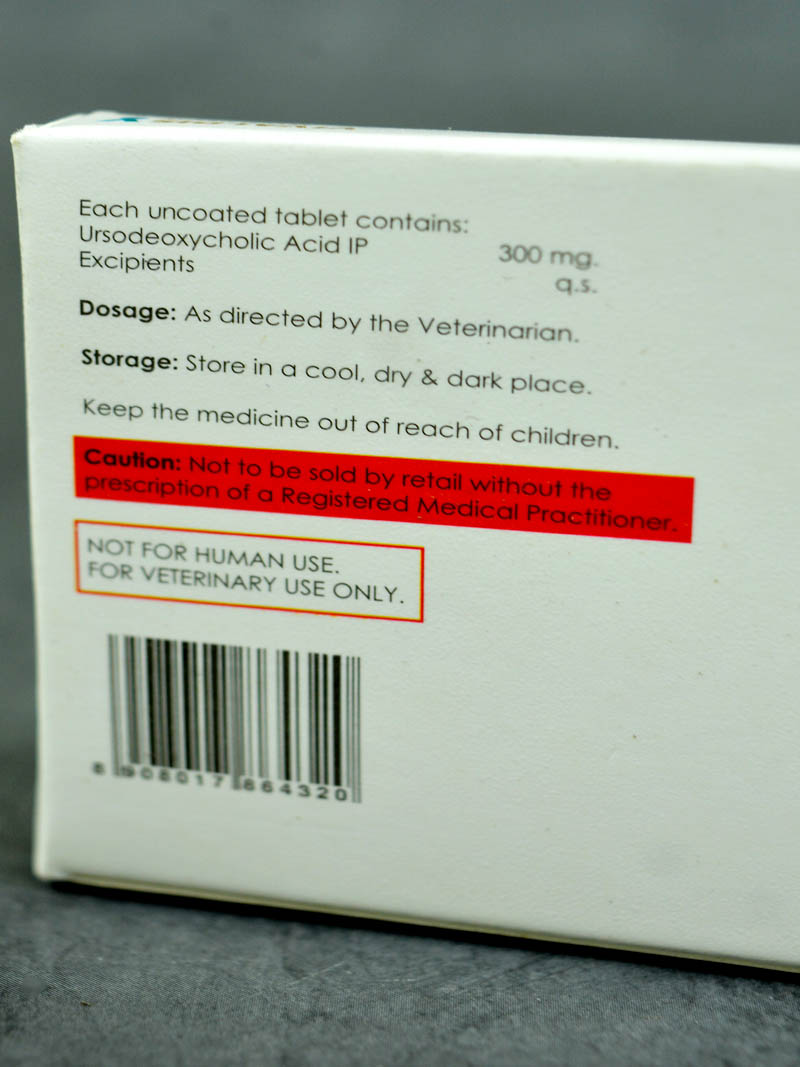 Each uncoated tablet contains:
Ursodeoxycholic Acid IP 300 mg.
Excipients q.s.
Dosage: As directed by the Veterinarian.
Storage: Store in a cool, dry & dark place.
Keep the medicine out of reach of children.
Caution: Not to be sold by retail without the
prescription of a Registered Medical Practitioner.
NOT FOR HUMAN USE.
FOR VETERINARY USE ONLY.
908017 864320